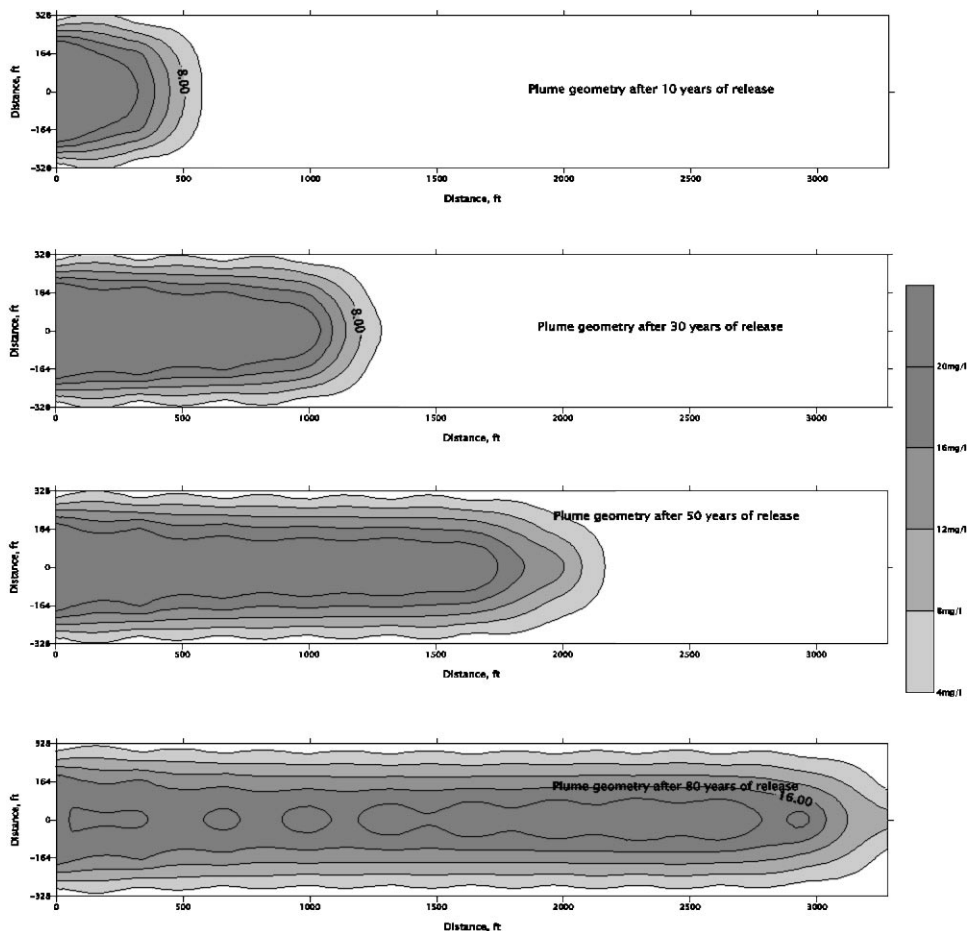 328
164
0
-164
-328
Distance, ft
8.00
Plume geometry after 10 years of release
0 500 1000 1500 2000 2500 3000
Distance, ft
328
164
0
-164
-328
Distance, ft
8.00
Plume geometry after 30 years of release
0 500 1000 1500 2000 2500 3000
Distance, ft
328
164
0
-164
-328
Distance, ft
Plume geometry after 50 years of release
0 500 1000 1500 2000 2500 3000
Distance, ft
328
164
0
-164
-328
Distance, ft
Plume geometry after 80 years of release
16.00
0 500 1000 1500 2000 2500 3000
Distance, ft
20mg/l
16mg/l
12mg/l
8mg/l
4mg/l